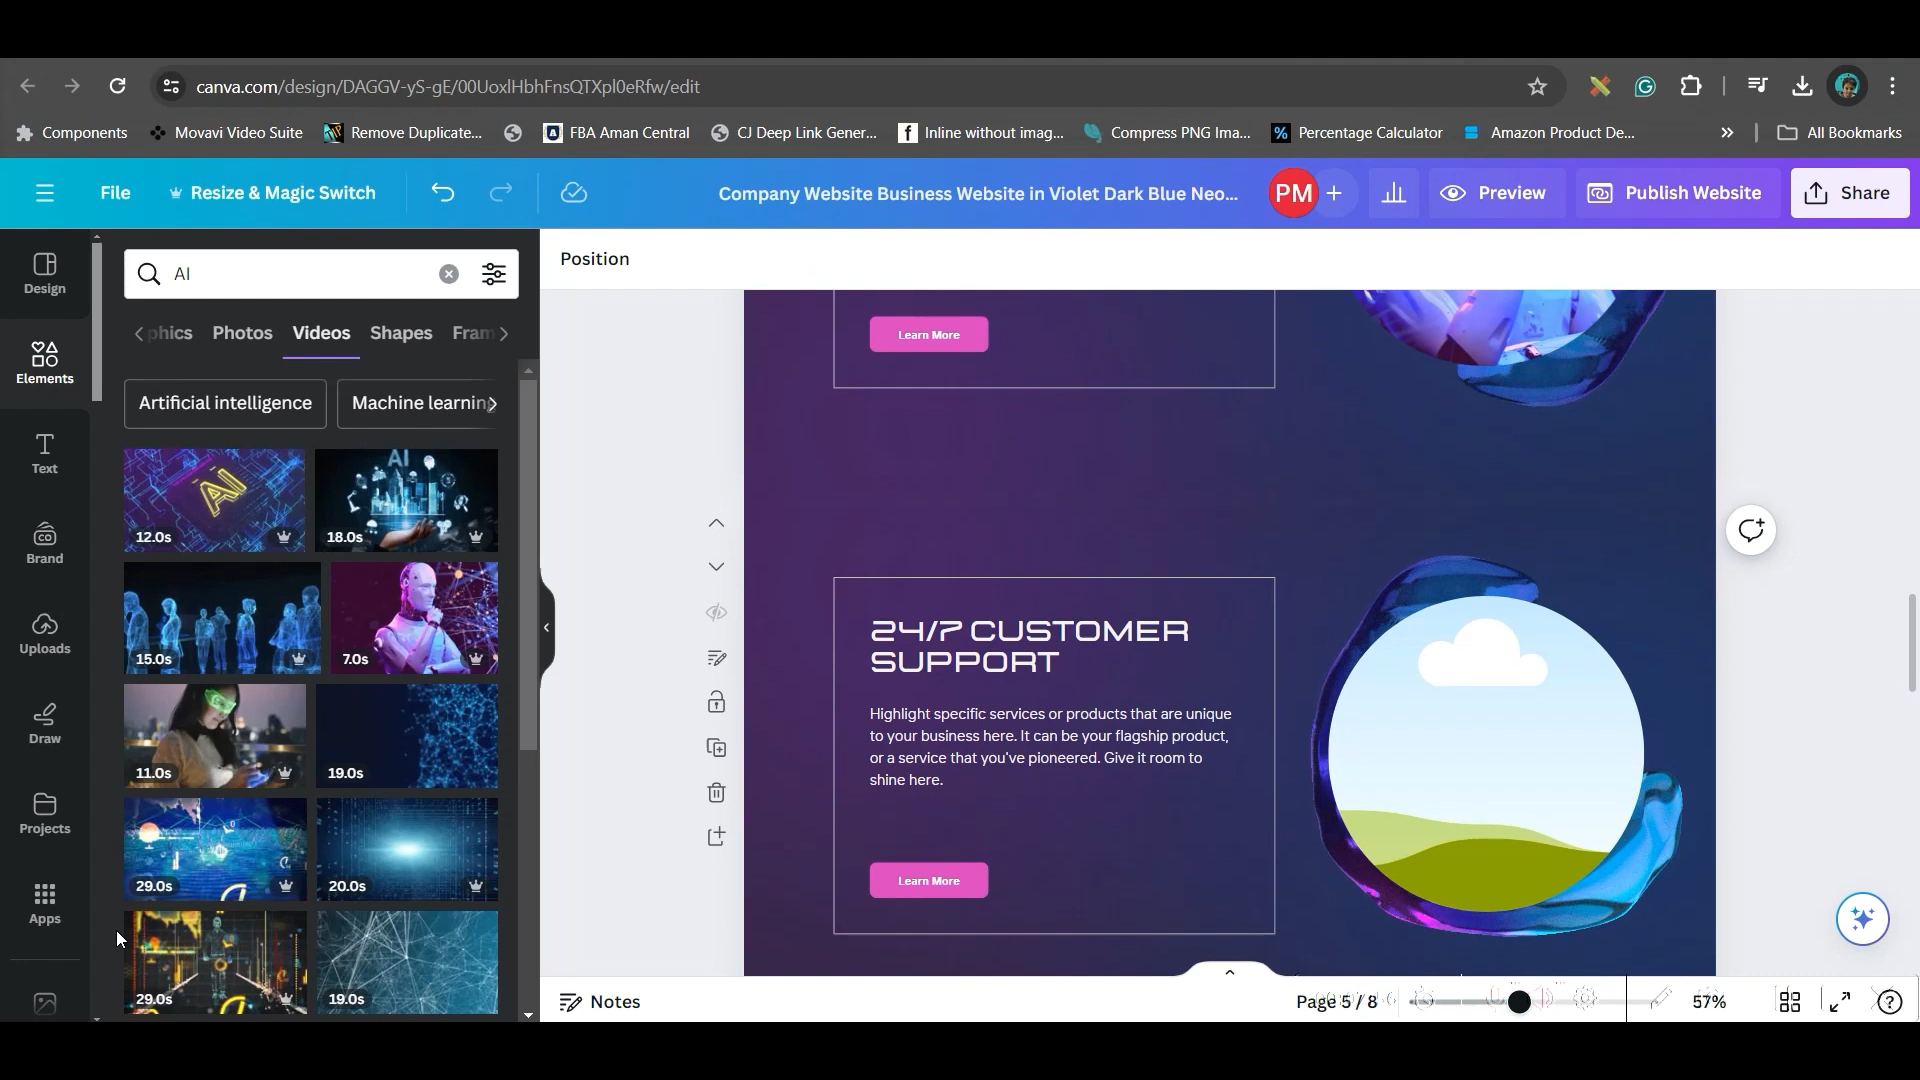 canva.com/design/DAGGV-yS-gE/00UoxlHbhFnsQTXpl0eRfw/edit
Components
Movavi Video Suite
Remove Duplicate...
FBA Aman Central
CJ Deep Link Gener...
Inline without imag...
Compress PNG Ima...
Percentage Calculator
Amazon Product De...
All Bookmarks
File
Resize & Magic Switch
Company Website Business Website in Violet Dark Blue Neo...
PM
Preview
Publish Website
Share
Design
Elements
Text
Brand
Uploads
Draw
Projects
Apps
AI
phics
Photos
Videos
Shapes
Fram
Artificial intelligence
Machine learning
AI
12.0s
AI
18.0s
15.0s
7.0s
11.0s
19.0s
29.0s
20.0s
29.0s
19.0s
Position
Learn More
24/7 CUSTOMER
SUPPORT
Highlight specific services or products that are unique
to your business here. It can be your flagship product,
or a service that you've pioneered. Give it room to
shine here.
Learn More
Notes
Page 5 / 8
57%